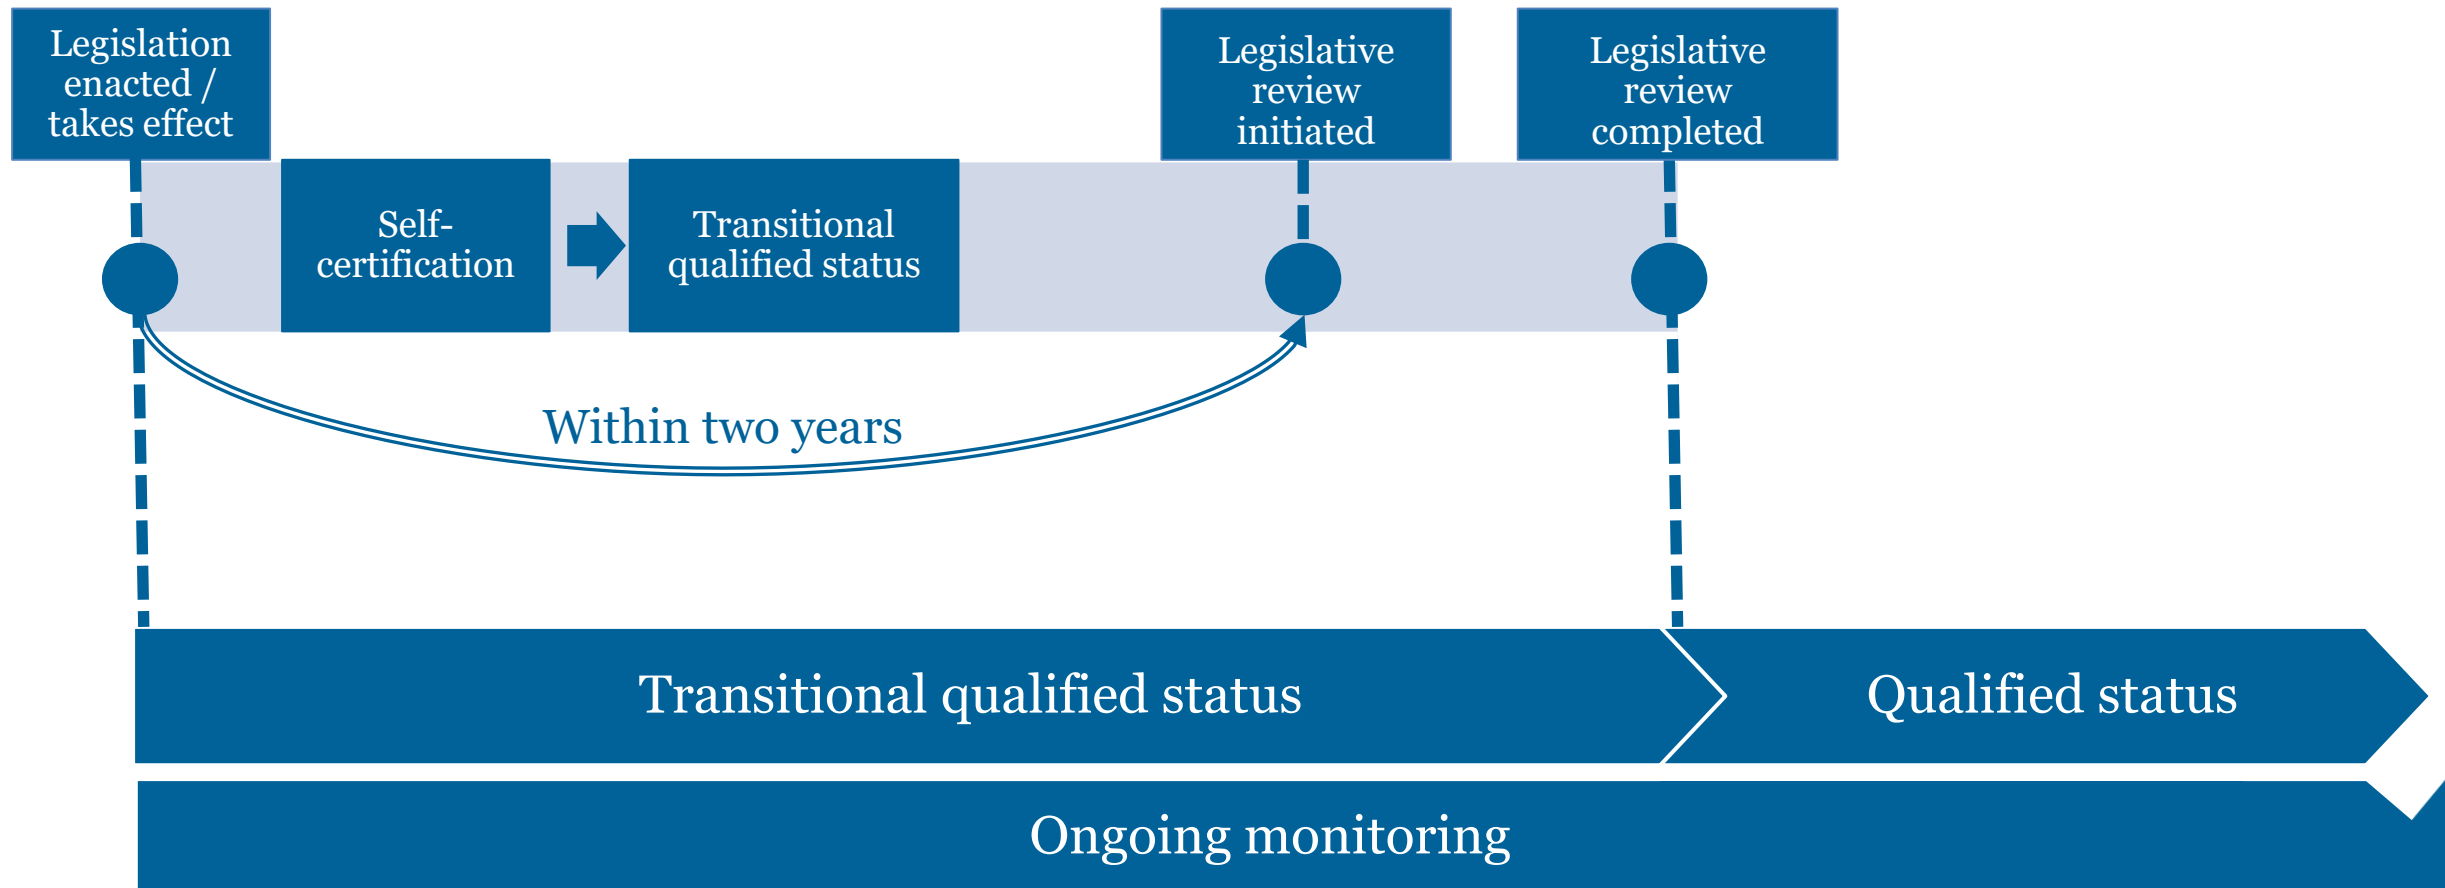 Legislation
enacted /
takes effect
Legislative
review
initiated
Legislative
review
completed
Self-
certification
Transitional
qualified status
Within two years
Transitional qualified status
Qualified status
Ongoing monitoring